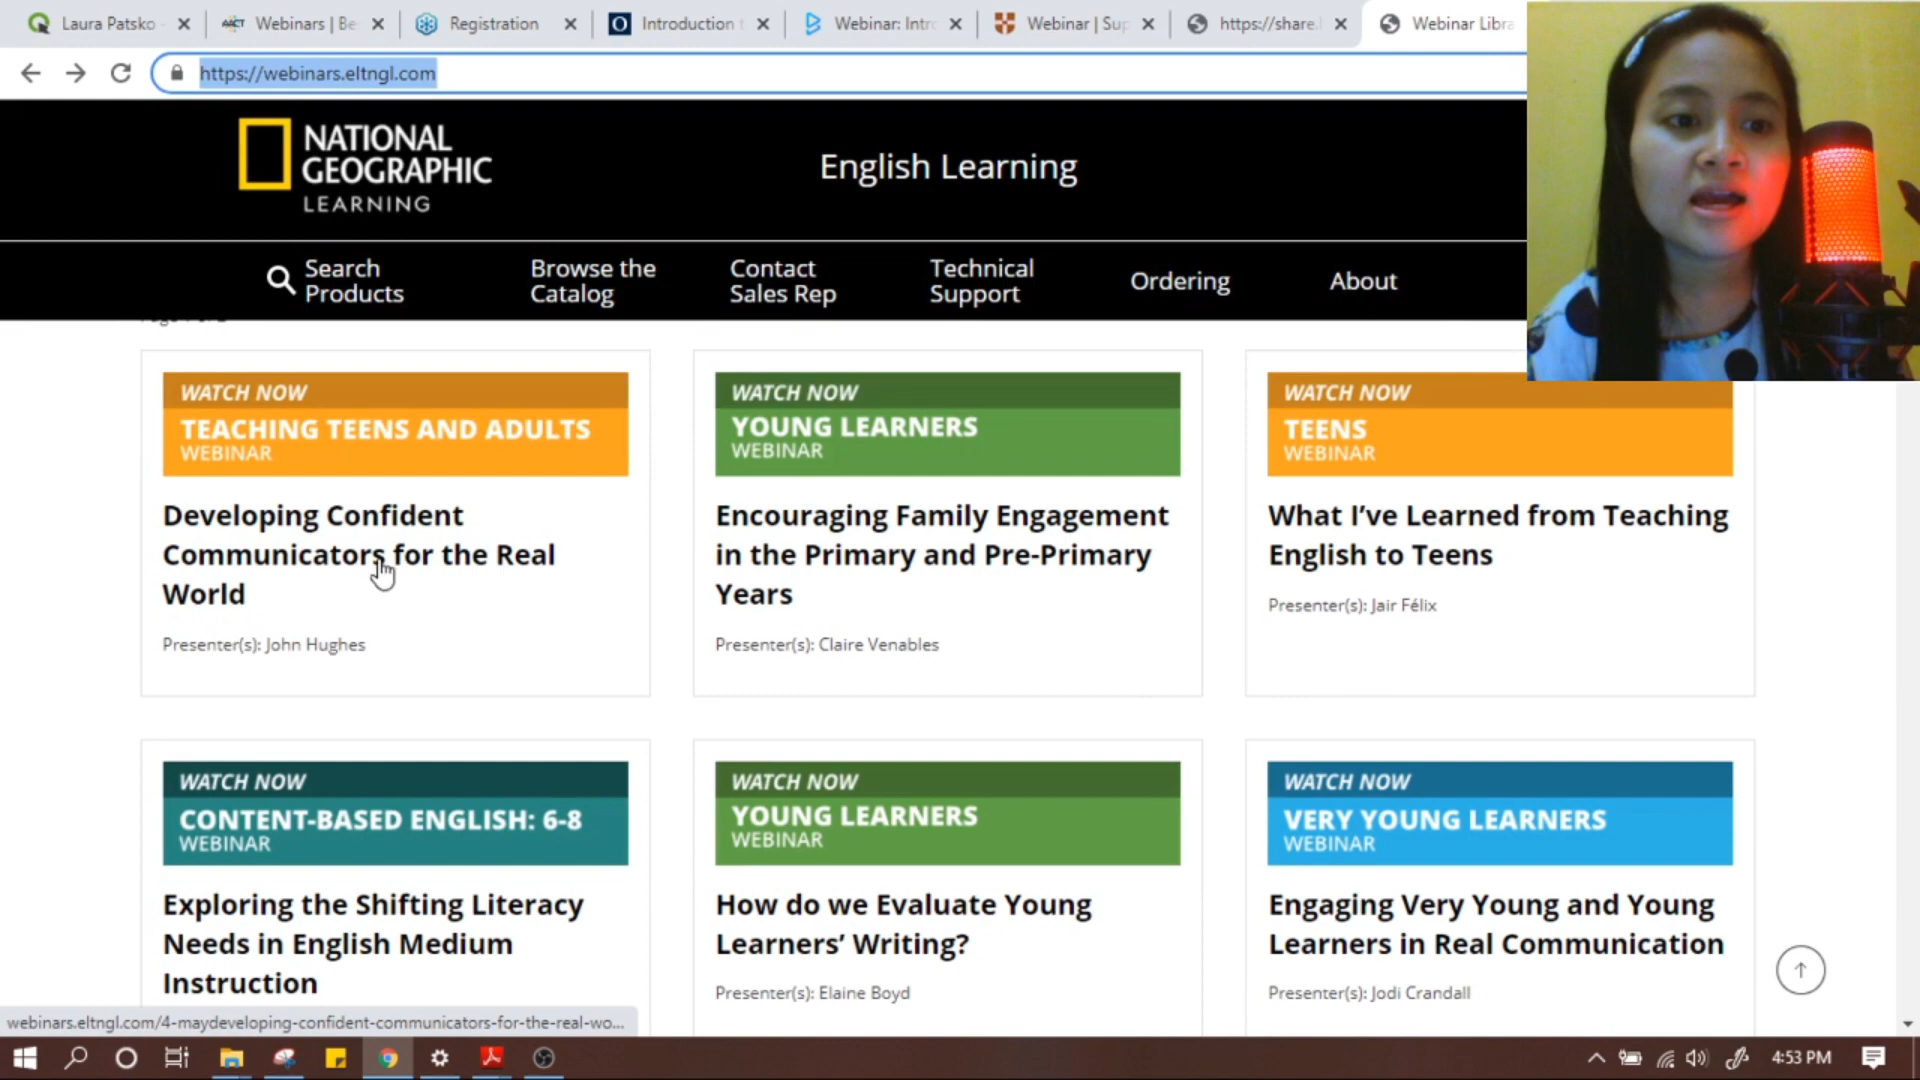 Laura Patsko
AACT
Webinars | Be
Registration
Introduction
Webinar: Intro
Webinar | Sup
https://share.
Webinar Libra
https://webinars.eltngl.com
NATIONAL
GEOGRAPHIC
LEARNING
English Learning
Search
Products
Browse the
Catalog
Contact
Sales Rep
Technical
Support
Ordering
About
WATCH NOW
TEACHING TEENS AND ADULTS
WEBINAR
Developing Confident
Communicators for the Real
World
Presenter(s): John Hughes
WATCH NOW
YOUNG LEARNERS
WEBINAR
Encouraging Family Engagement
in the Primary and Pre-Primary
Years
Presenter(s): Claire Venables
WATCH NOW
TEENS
WEBINAR
What I’ve Learned from Teaching
English to Teens
Presenter(s): Jair Félix
WATCH NOW
CONTENT-BASED ENGLISH: 6-8
WEBINAR
Exploring the Shifting Literacy
Needs in English Medium
Instruction
WATCH NOW
YOUNG LEARNERS
WEBINAR
How do we Evaluate Young
Learners’ Writing?
Presenter(s): Elaine Boyd
WATCH NOW
VERY YOUNG LEARNERS
WEBINAR
Engaging Very Young and Young
Learners in Real Communication
Presenter(s): Jodi Crandall
webinars.eltngl.com/4-maydeveloping-confident-communicators-for-the-real-wo...
4:53 PM